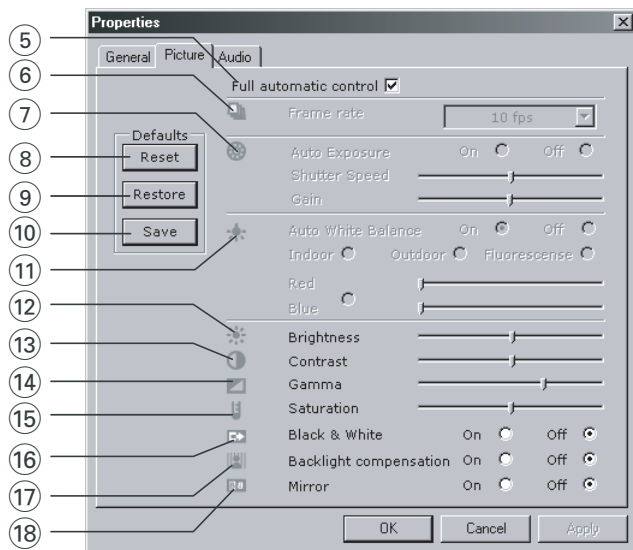 Properties
General Picture Audio
5
Full automatic control
6
Frame rate 10 fps
7
Defaults
Auto Exposure On Off
8
Reset
Shutter Speed
9
Restore
Gain
10
Save
Auto White Balance On Off
11
Indoor Outdoor Fluorescense
Red
Blue
12
Brightness
13
Contrast
14
Gamma
15
Saturation
16
Black & White On Off
17
Backlight compensation On Off
18
Mirror On Off
OK Cancel Apply